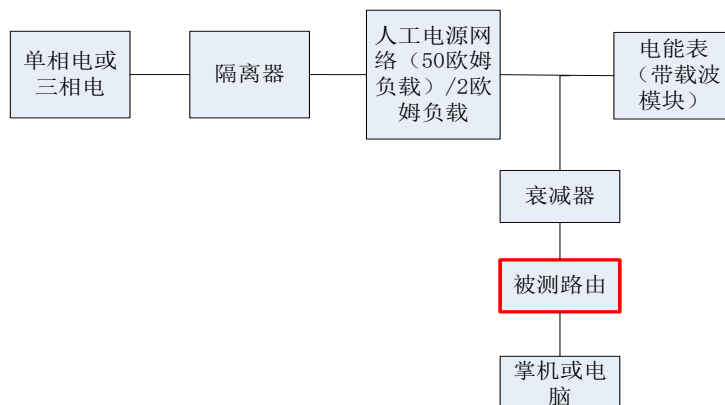 单相电或
三相电
隔离器
人工电源网
络（50欧姆
负载）/2欧
姆负载
电能表
（带载波
模块）
衰减器
被测路由
掌机或电
脑